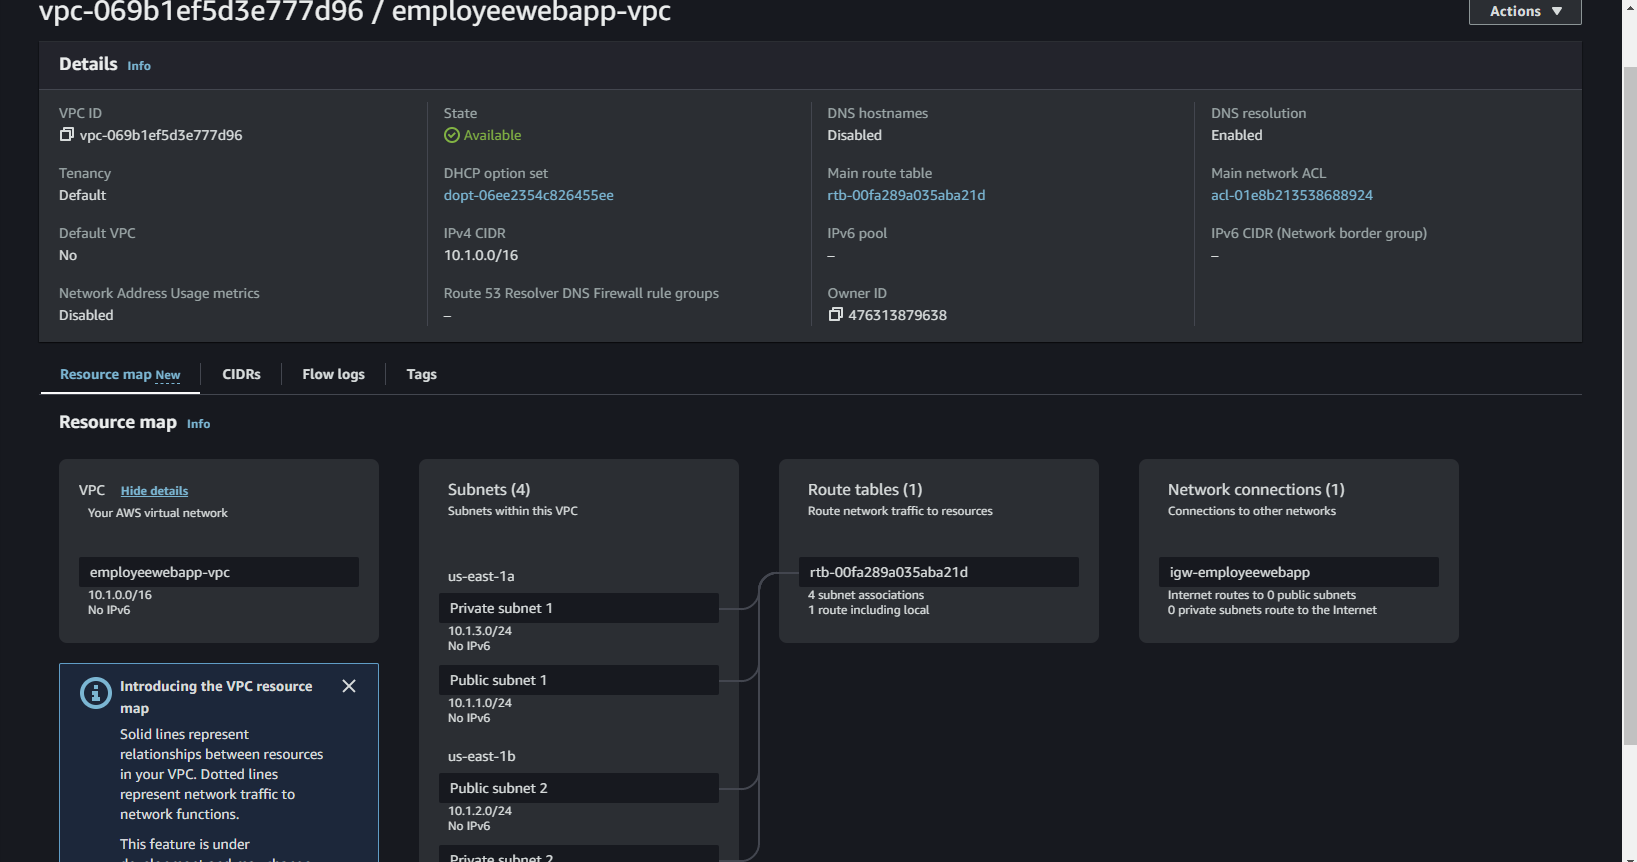 vpc-069b1ef5d3e777d96 / employeewebapp-vpc
Actions ▼
Details Info
VPC ID
vpc-069b1ef5d3e777d96
State
Available
DNS hostnames
Disabled
DNS resolution
Enabled
Tenancy
Default
DHCP option set
dopt-06ee2354c826455ee
Main route table
rtb-00fa289a035aba21d
Main network ACL
acl-01e8b213538688924
Default VPC
No
IPv4 CIDR
10.1.0.0/16
IPv6 pool
–
IPv6 CIDR (Network border group)
–
Network Address Usage metrics
Disabled
Route 53 Resolver DNS Firewall rule groups
–
Owner ID
476313879638
Resource map New
CIDRs
Flow logs
Tags
Resource map Info
VPC Hide details
Your AWS virtual network
employeewebapp-vpc
10.1.0.0/16
No IPv6
Introducing the VPC resource
map
Solid lines represent
relationships between resources
in your VPC. Dotted lines
represent network traffic to
network functions.
This feature is under
Subnets (4)
Subnets within this VPC
us-east-1a
Private subnet 1
10.1.3.0/24
No IPv6
Public subnet 1
10.1.1.0/24
No IPv6
us-east-1b
Public subnet 2
10.1.2.0/24
No IPv6
Private subnet 2
Route tables (1)
Route network traffic to resources
rtb-00fa289a035aba21d
4 subnet associations
1 route including local
Network connections (1)
Connections to other networks
igw-employeewebapp
Internet routes to 0 public subnets
0 private subnets route to the Internet